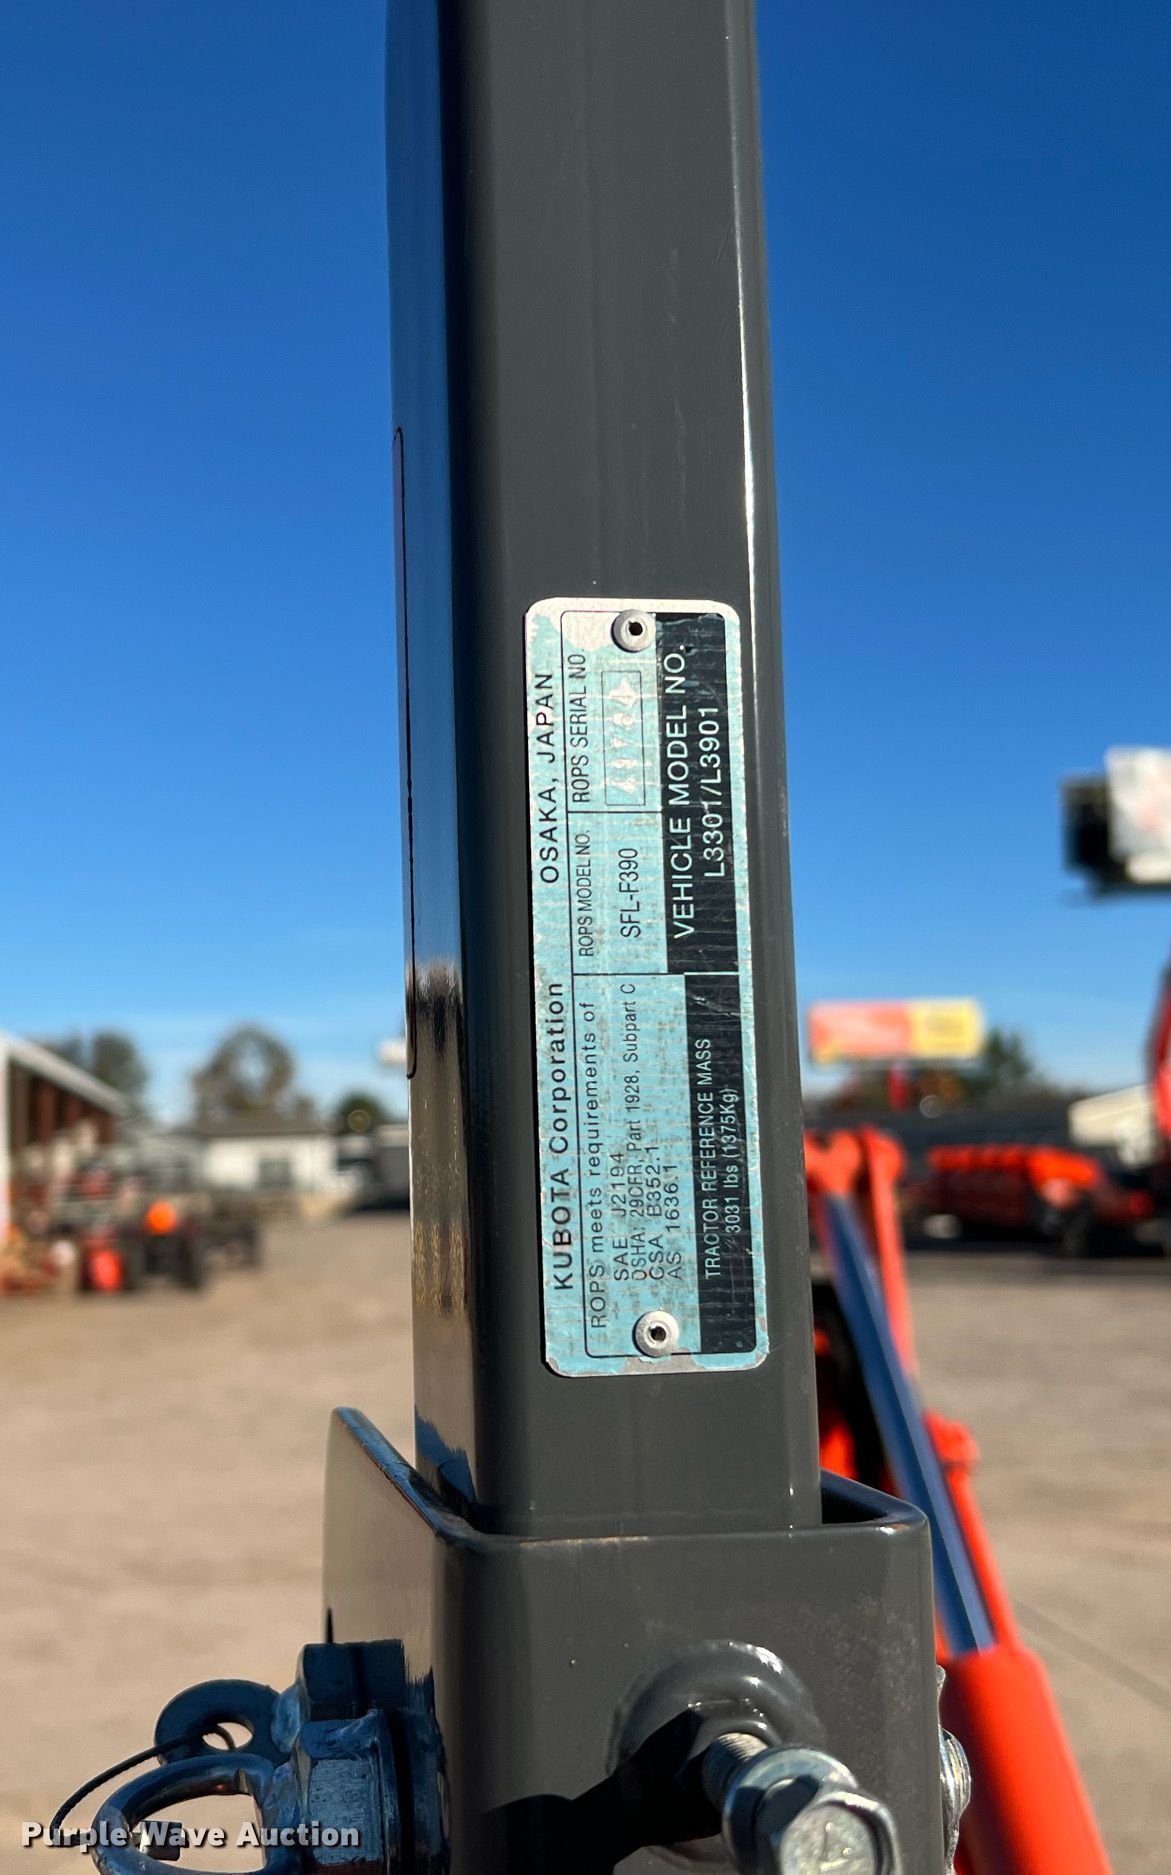 KUBOTA Corporation OSAKA, JAPAN
ROPS meets requirements of
SAE J2194
OSHA: 29CFR, Part 1928, Subpart C
CSA B352.1
AS 1636.1
ROPS MODEL NO.
SFL-F390
ROPS SERIAL NO
TRACTOR REFERENCE MASS
3031 lbs (1375Kg)
VEHICLE MODEL NO.
L3301/L3901
Purple Wave Auction